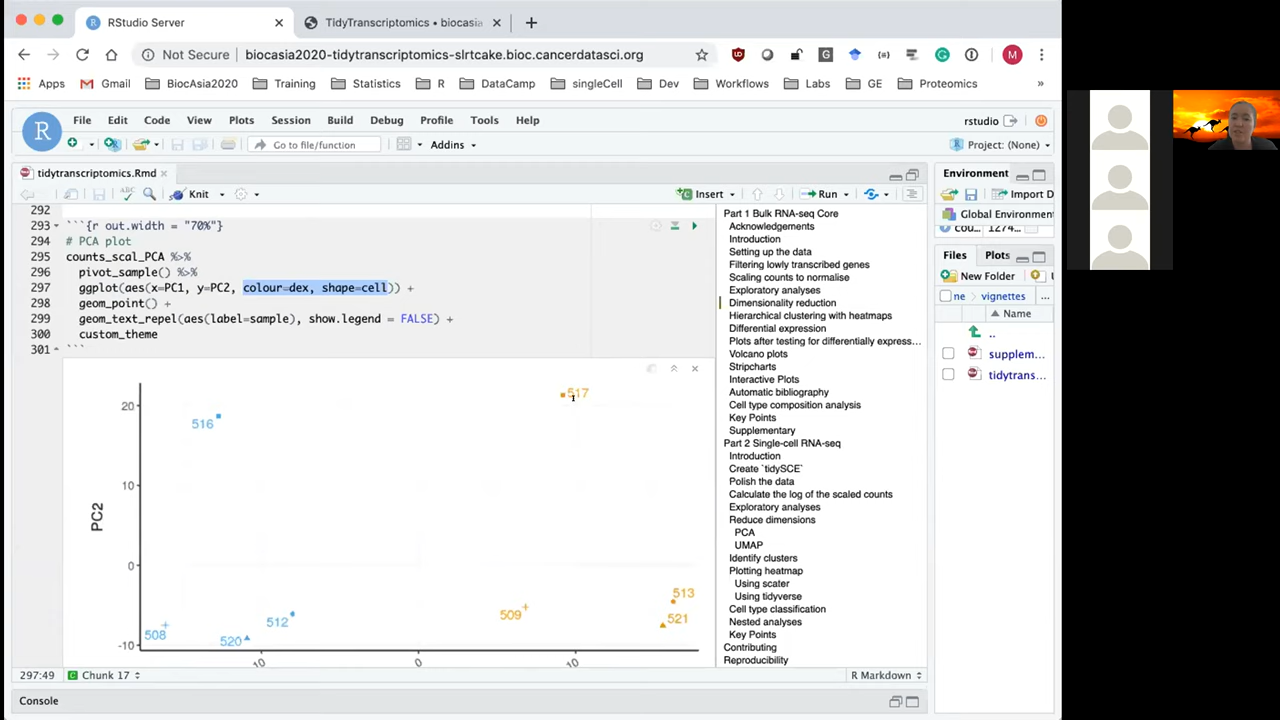 RStudio Server
TidyTranscriptomics • biocasia
Not Secure
biocasia2020-tidytranscriptomics-slrtcake.bioc.cancerdatasci.org
M
Apps
Gmail
BiocAsia2020
Training
Statistics
R
DataCamp
singleCell
Dev
Workflows
Labs
GE
Proteomics
»
R
File Edit Code View Plots Session Build Debug Profile Tools Help
rstudio
Go to file/function
Addins
Project: (None)
tidytranscriptomics.Rmd
ABC
Knit
Insert
Run
292
293 ```{r out.width = "70%"}
294 # PCA plot
295 counts_scal_PCA %>%
296 pivot_sample() %>%
297 ggplot(aes(x=PC1, y=PC2, colour=dex, shape=cell)) +
298 geom_point() +
299 geom_text_repel(aes(label=sample), show.legend = FALSE) +
300 custom_theme
301 ```
PC2
20
10
0
-10
10
0
10
516
517
508
520
512
509
513
521
Part 1 Bulk RNA-seq Core
Acknowledgements
Introduction
Setting up the data
Filtering lowly transcribed genes
Scaling counts to normalise
Exploratory analyses
Dimensionality reduction
Hierarchical clustering with heatmaps
Differential expression
Plots after testing for differentially express...
Volcano plots
Stripcharts
Interactive Plots
Automatic bibliography
Cell type composition analysis
Key Points
Supplementary
Part 2 Single-cell RNA-seq
Introduction
Create `tidySCE`
Polish the data
Calculate the log of the scaled counts
Exploratory analyses
Reduce dimensions
PCA
UMAP
Identify clusters
Plotting heatmap
Using scater
Using tidyverse
Cell type classification
Nested analyses
Key Points
Contributing
Reproducibility
Environment
Import D
Global Environment
cou... 1274...
Files Plots
New Folder
ne vignettes ...
Name
..
supplem...
tidytrans...
297:49
Chunk 17
R Markdown
Console